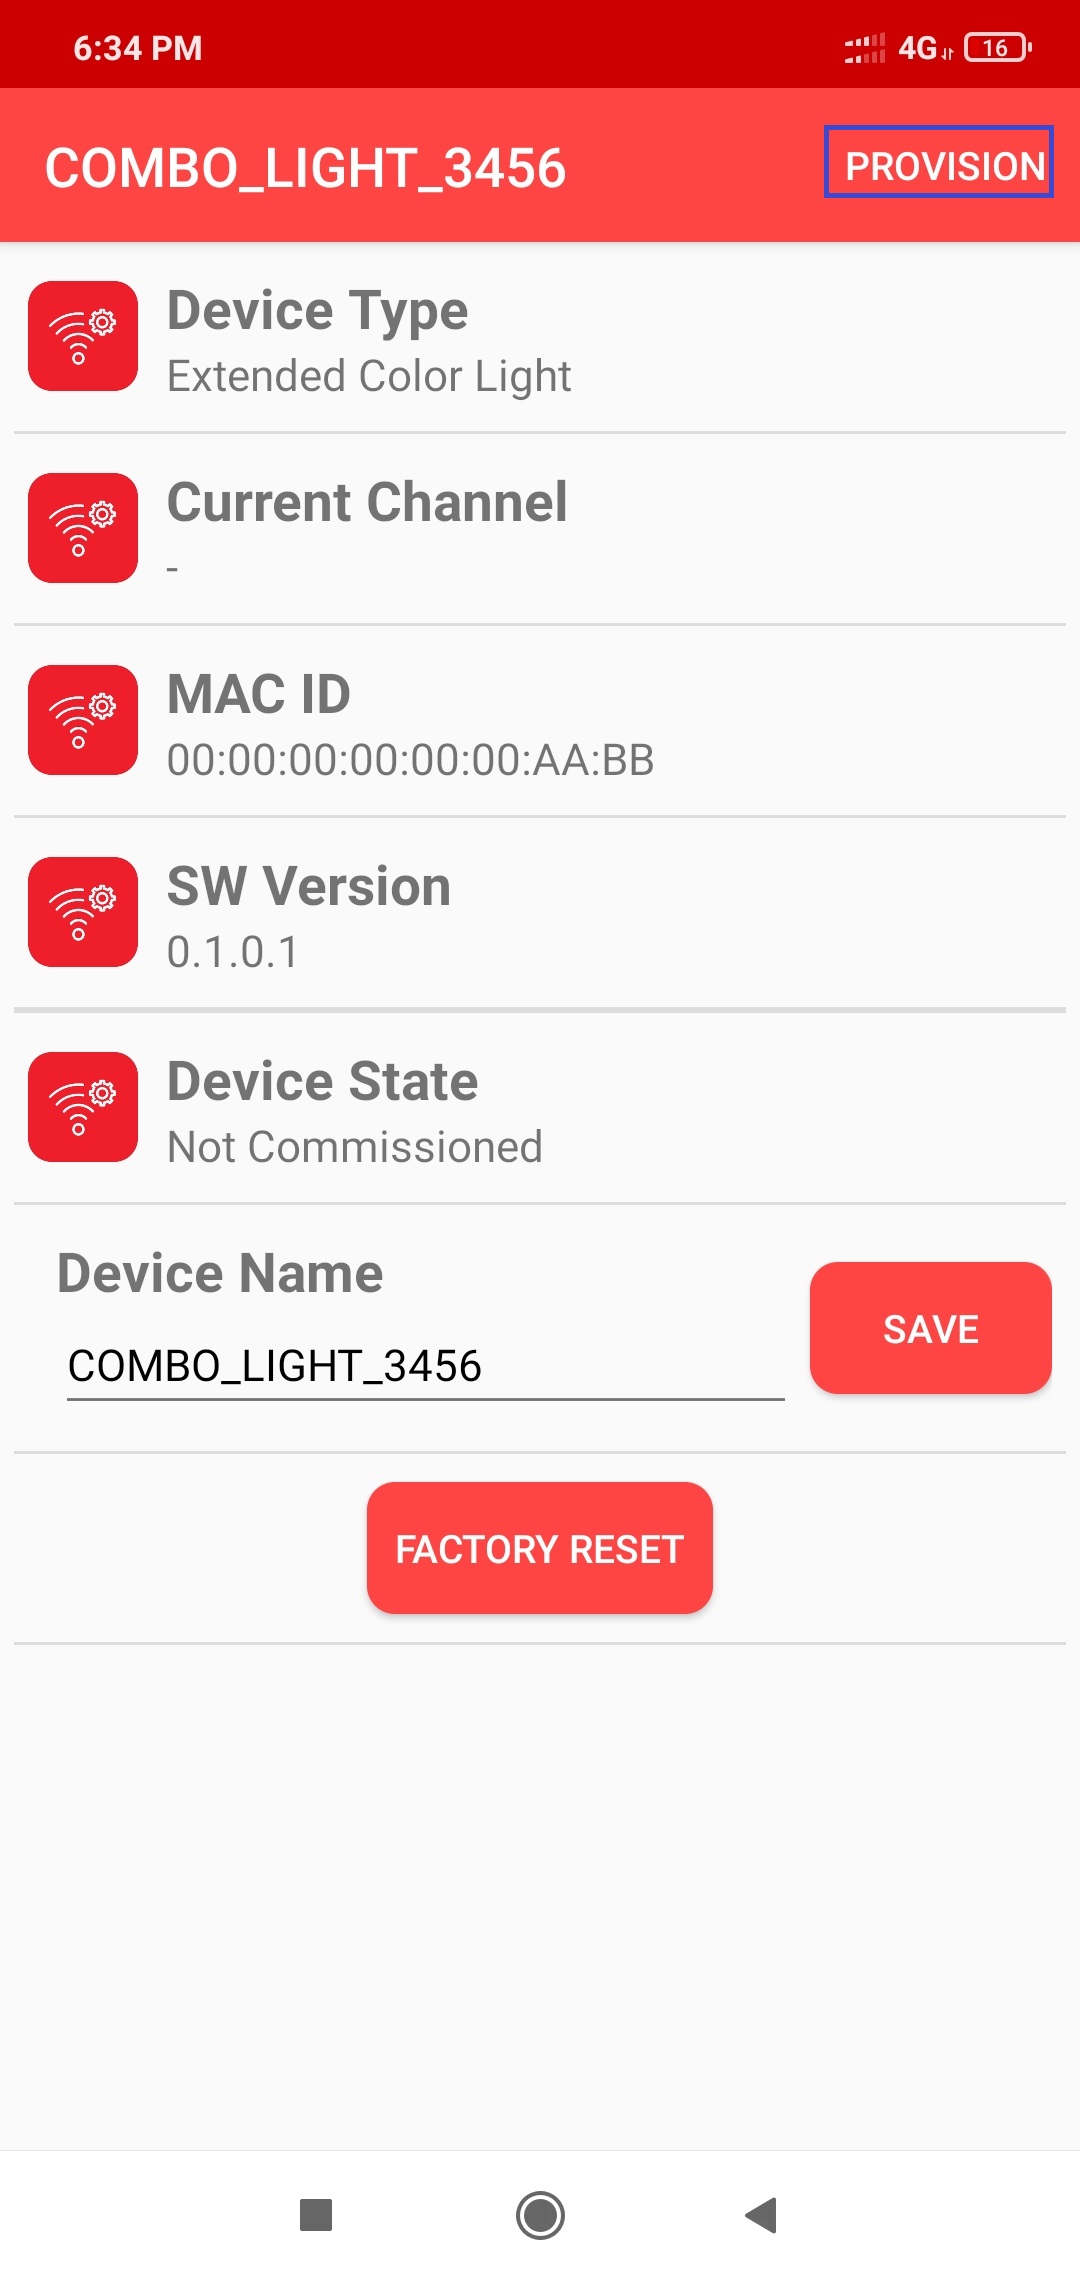 6:34 PM
4G 16
COMBO_LIGHT_3456
PROVISION
Device Type
Extended Color Light
Current Channel
-
MAC ID
00:00:00:00:00:00:AA:BB
SW Version
0.1.0.1
Device State
Not Commissioned
Device Name
COMBO_LIGHT_3456
SAVE
FACTORY RESET